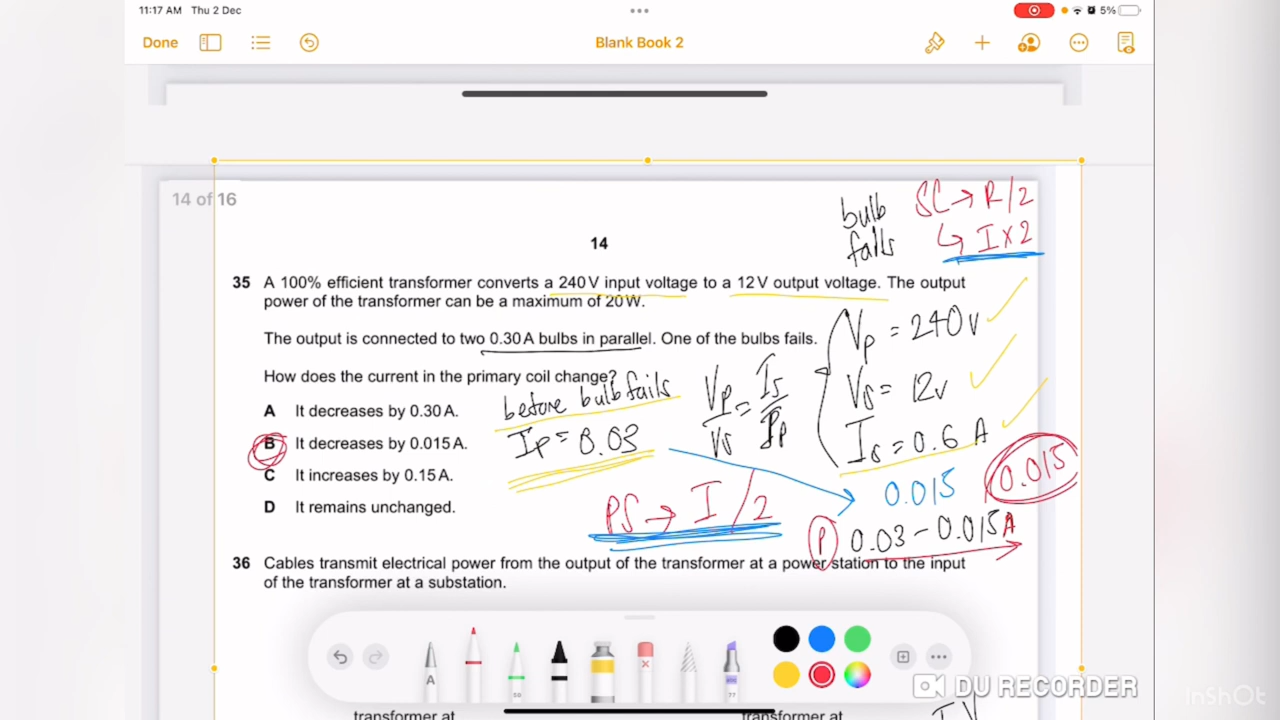 11:17 AM Thu 2 Dec
5%
Done
Blank Book 2
14 of 16
14
bulb
fails
SC → R/2
↳ I×2
35 A 100% efficient transformer converts a 240 V input voltage to a 12 V output voltage. The output
power of the transformer can be a maximum of 20 W.
The output is connected to two 0.30 A bulbs in parallel. One of the bulbs fails.
How does the current in the primary coil change?
A It decreases by 0.30 A.
B It decreases by 0.015 A.
C It increases by 0.15 A.
D It remains unchanged.
before bulb fails
Ip = 0.03
Vp/Vs = Is/Ip
Vp = 240v
Vs = 12v
Is = 0.6 A
0.015
0.015
PS → I/2
P 0.03 - 0.015A
36 Cables transmit electrical power from the output of the transformer at a power station to the input
of the transformer at a substation.
A
50
77
DU RECORDER
InShOt
transformer at
transformer at
I V